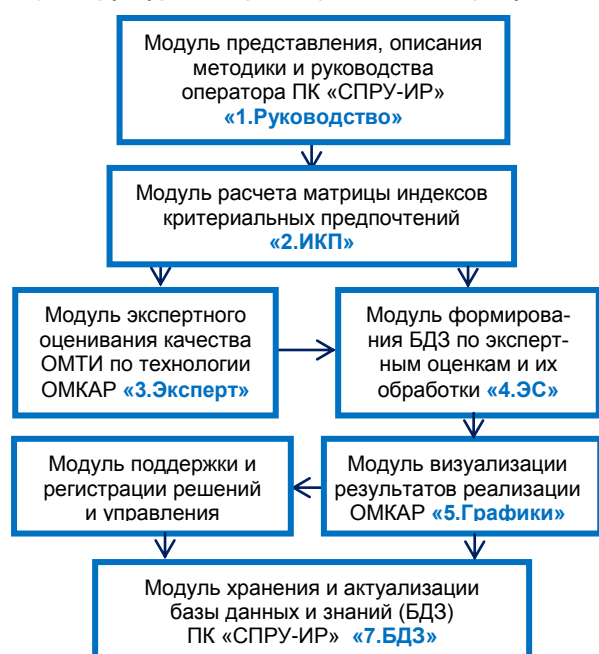 Модуль представления, описания
методики и руководства
оператора ПК «СПРУ-ИР»
«1.Руководство»
Модуль расчета матрицы индексов
критериальных предпочтений
«2.ИКП»
Модуль экспертного
оценивания качества
ОМТИ по технологии
ОМКАР «3.Эксперт»
Модуль формирова-
ния БДЗ по эксперт-
ным оценкам и их
обработки «4.ЭС»
Модуль поддержки и
регистрации решений
и управления
Модуль визуализации
результатов реализации
ОМКАР «5.Графики»
Модуль хранения и актуализации
базы данных и знаний (БДЗ)
ПК «СПРУ-ИР» «7.БДЗ»